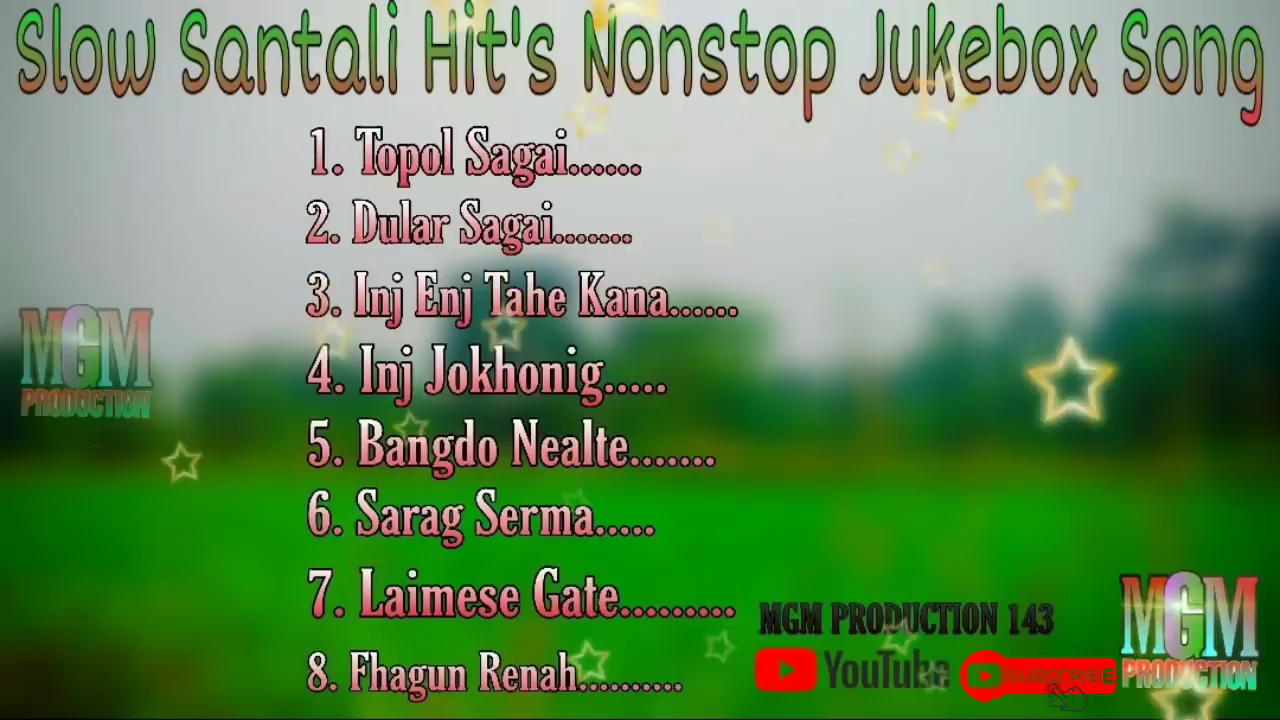 Slow Santali Hit's Nonstop Jukebox Song
1. Topol Sagai......
2. Dular Sagai.......
3. Inj Enj Tahe Kana......
4. Inj Jokhonig.....
5. Bangdo Nealte.......
6. Sarag Serma.....
7. Laimese Gate.........
8. Fhagun Renah..........
MGM
PRODUCTION
MGM PRODUCTION 143
YouTube
SUBSCRIBE
MGM
PRODUCTION